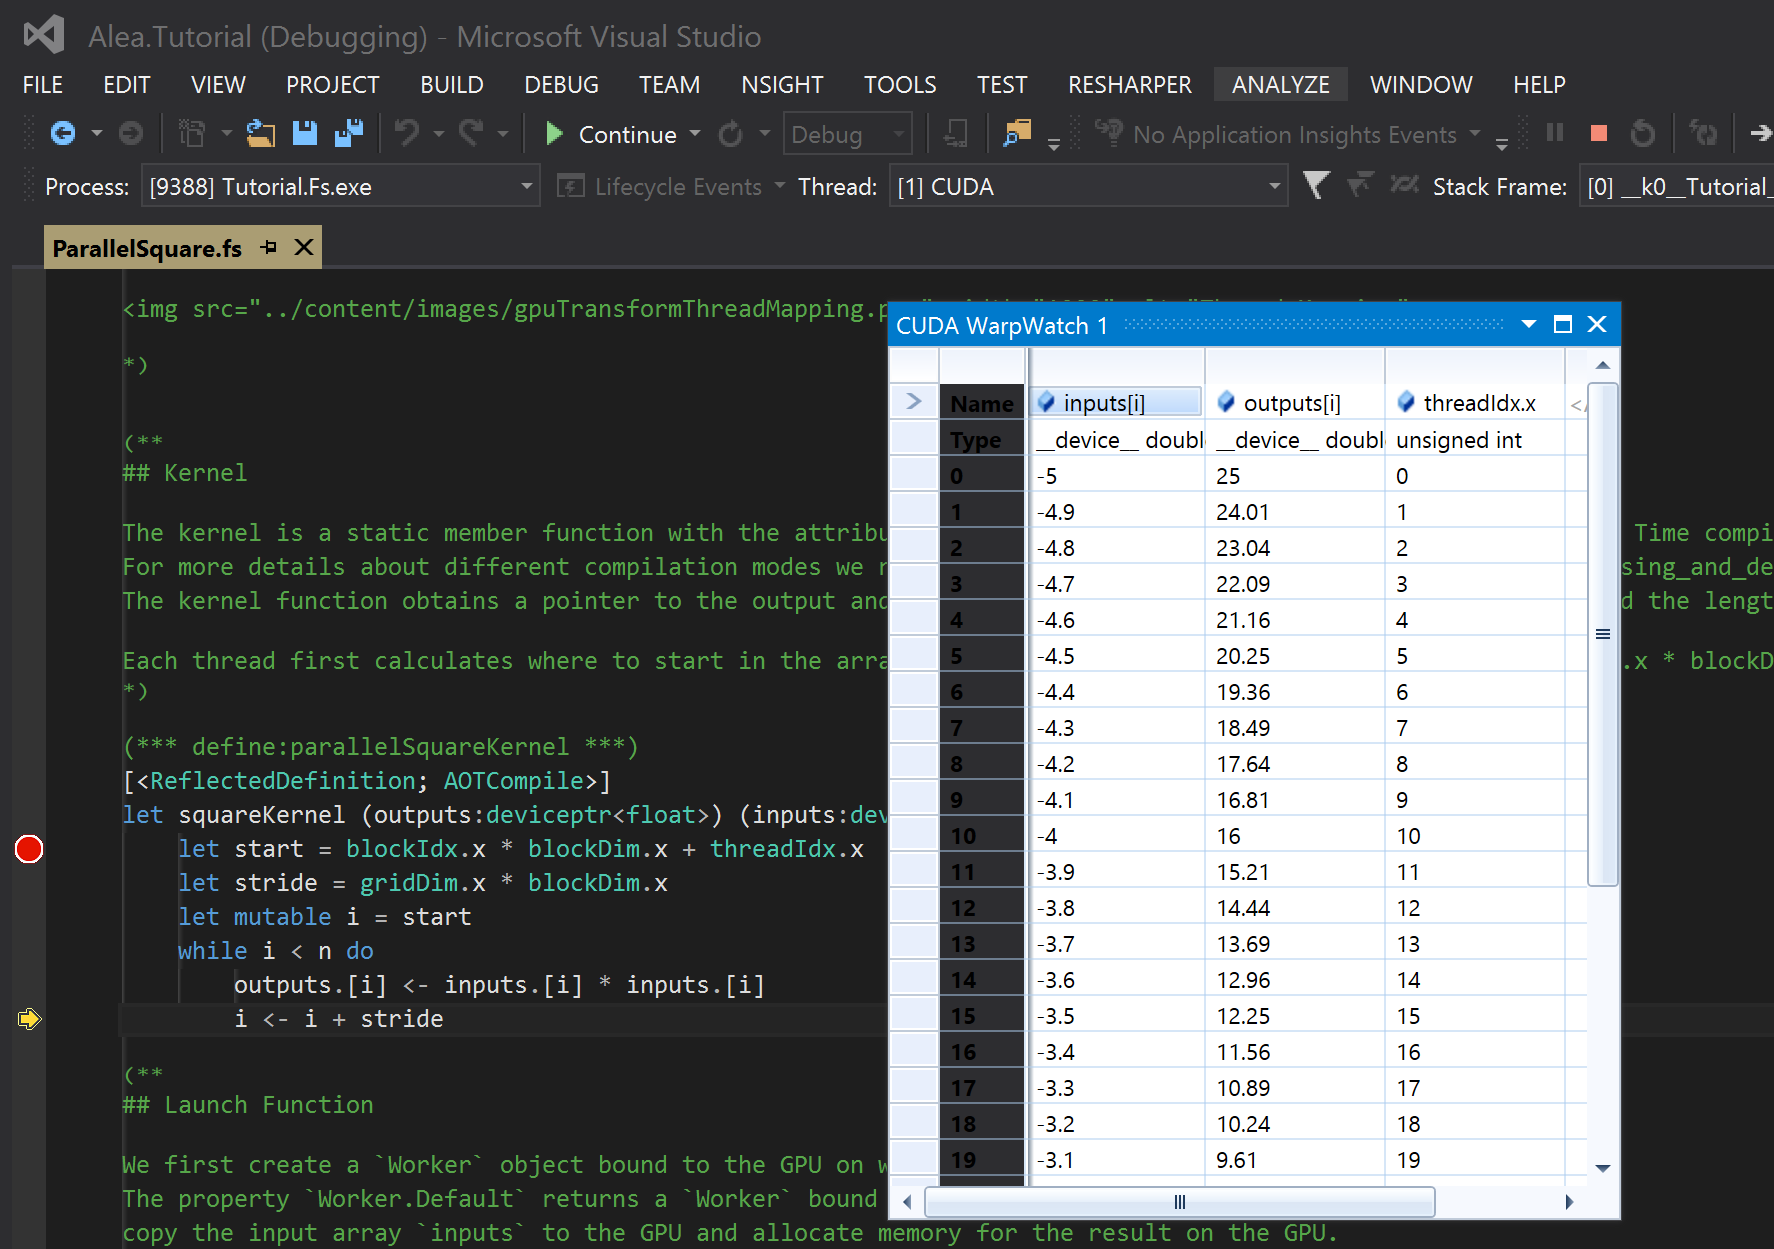 Alea.Tutorial (Debugging) - Microsoft Visual Studio
FILE EDIT VIEW PROJECT BUILD DEBUG TEAM NSIGHT TOOLS TEST RESHARPER ANALYZE WINDOW HELP
Continue Debug No Application Insights Events
Process: [9388] Tutorial.Fs.exe Lifecycle Events Thread: [1] CUDA Stack Frame: [0] __k0__Tutorial_
ParallelSquare.fs
<img src="../content/images/gpuTransformThreadMapping.p
*)
(**
## Kernel
The kernel is a static member function with the attribu Time compi
For more details about different compilation modes we r sing_and_de
The kernel function obtains a pointer to the output and d the lengt
Each thread first calculates where to start in the arra .x * blockD
*)
(*** define:parallelSquareKernel ***)
[<ReflectedDefinition; AOTCompile>]
let squareKernel (outputs:deviceptr<float>) (inputs:dev
let start = blockIdx.x * blockDim.x + threadIdx.x
let stride = gridDim.x * blockDim.x
let mutable i = start
while i < n do
outputs.[i] <- inputs.[i] * inputs.[i]
i <- i + stride
(**
## Launch Function
We first create a `Worker` object bound to the GPU on w
The property `Worker.Default` returns a `Worker` bound
copy the input array `inputs` to the GPU and allocate memory for the result on the GPU.
CUDA WarpWatch 1
Name inputs[i] outputs[i] threadIdx.x
Type __device__ doubl __device__ doubl unsigned int
0 -5 25 0
1 -4.9 24.01 1
2 -4.8 23.04 2
3 -4.7 22.09 3
4 -4.6 21.16 4
5 -4.5 20.25 5
6 -4.4 19.36 6
7 -4.3 18.49 7
8 -4.2 17.64 8
9 -4.1 16.81 9
10 -4 16 10
11 -3.9 15.21 11
12 -3.8 14.44 12
13 -3.7 13.69 13
14 -3.6 12.96 14
15 -3.5 12.25 15
16 -3.4 11.56 16
17 -3.3 10.89 17
18 -3.2 10.24 18
19 -3.1 9.61 19